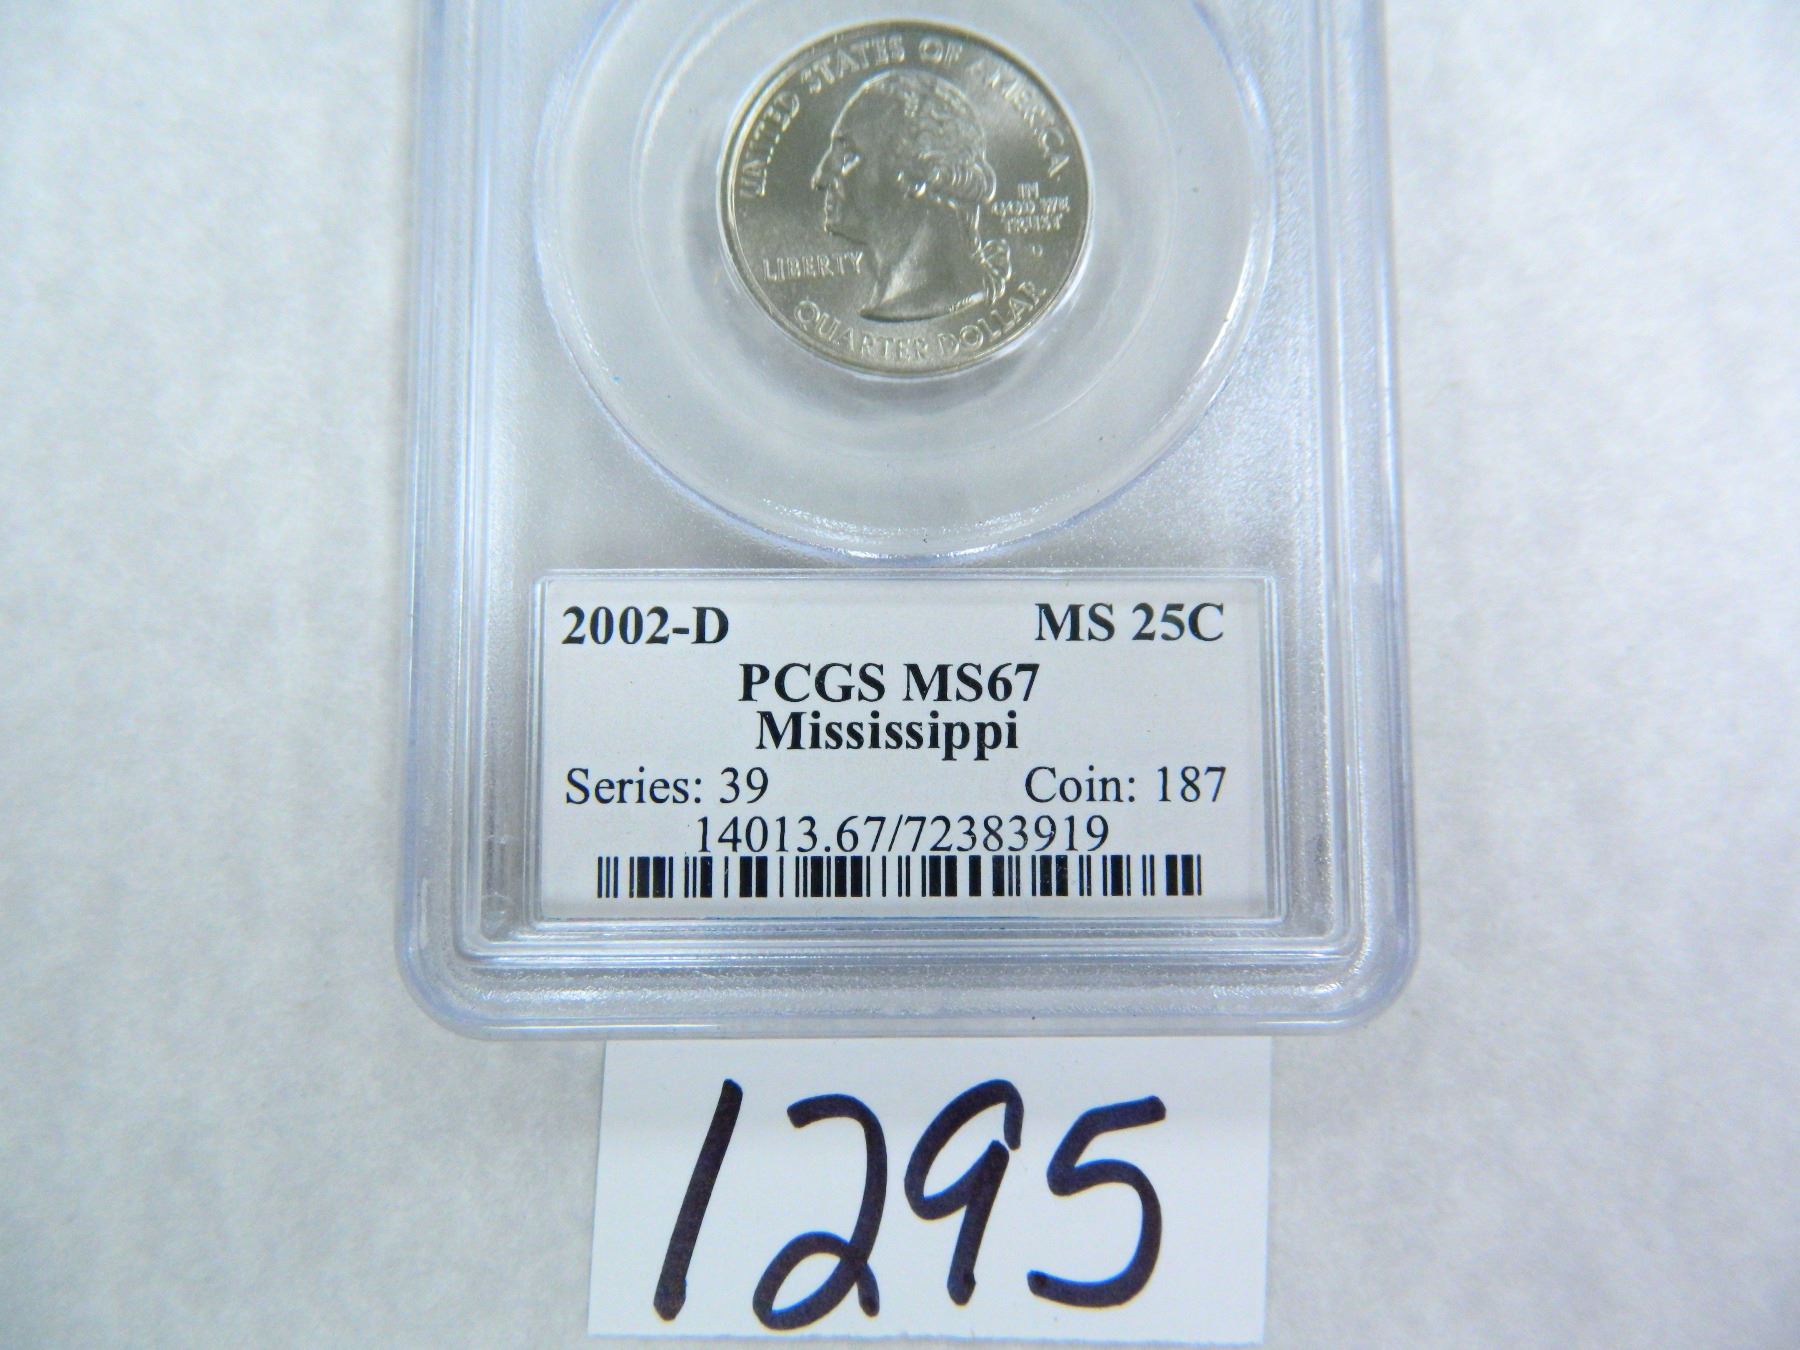 UNITED STATES OF AMERICA
IN
GOD WE
TRUST
D
LIBERTY
QUARTER DOLLAR
2002-D MS 25C
PCGS MS67
Mississippi
Series: 39 Coin: 187
14013.67/72383919
1295